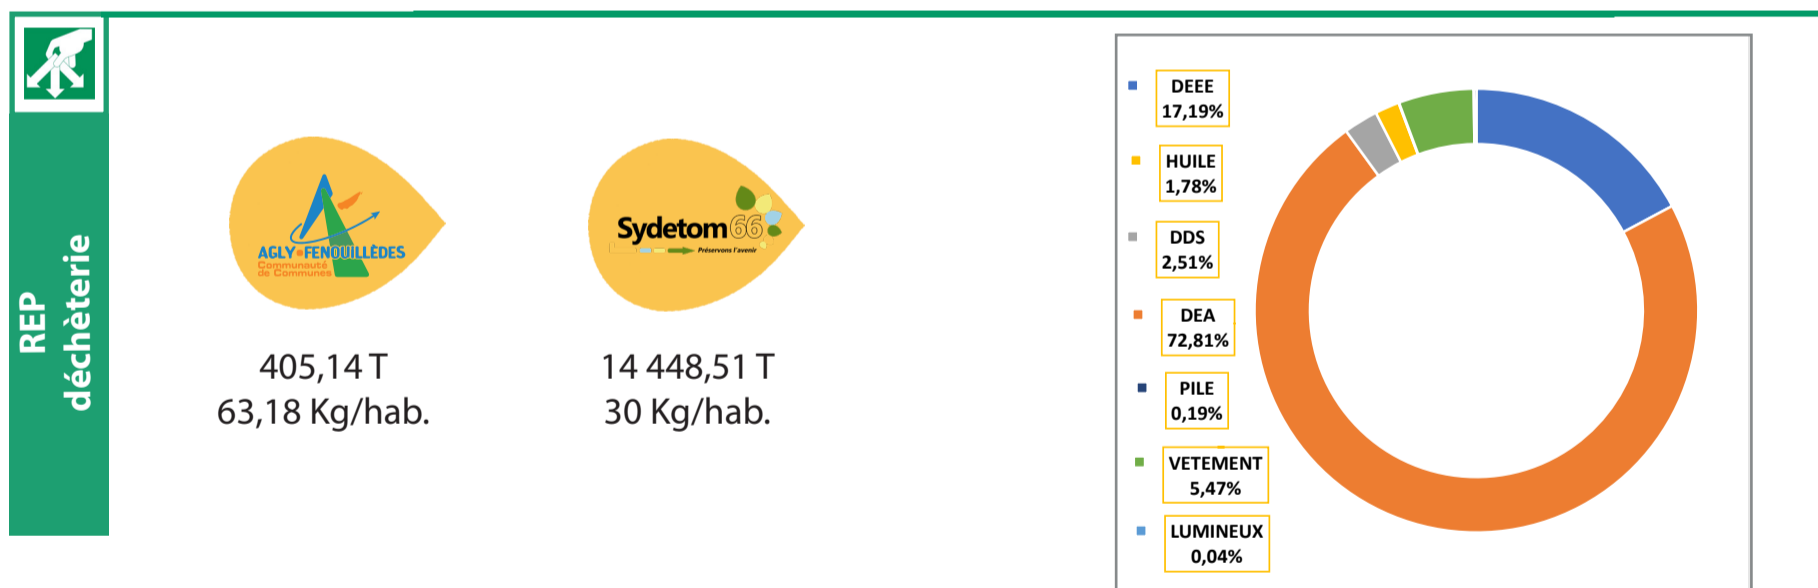 REP
déchèterie
AGLY•FENOUILLÈDES
Communauté
de Communes
405,14 T
63,18 Kg/hab.
Sydetom66
Préservons l'avenir
14 448,51 T
30 Kg/hab.
DEEE
17,19%
HUILE
1,78%
DDS
2,51%
DEA
72,81%
PILE
0,19%
VETEMENT
5,47%
LUMINEUX
0,04%